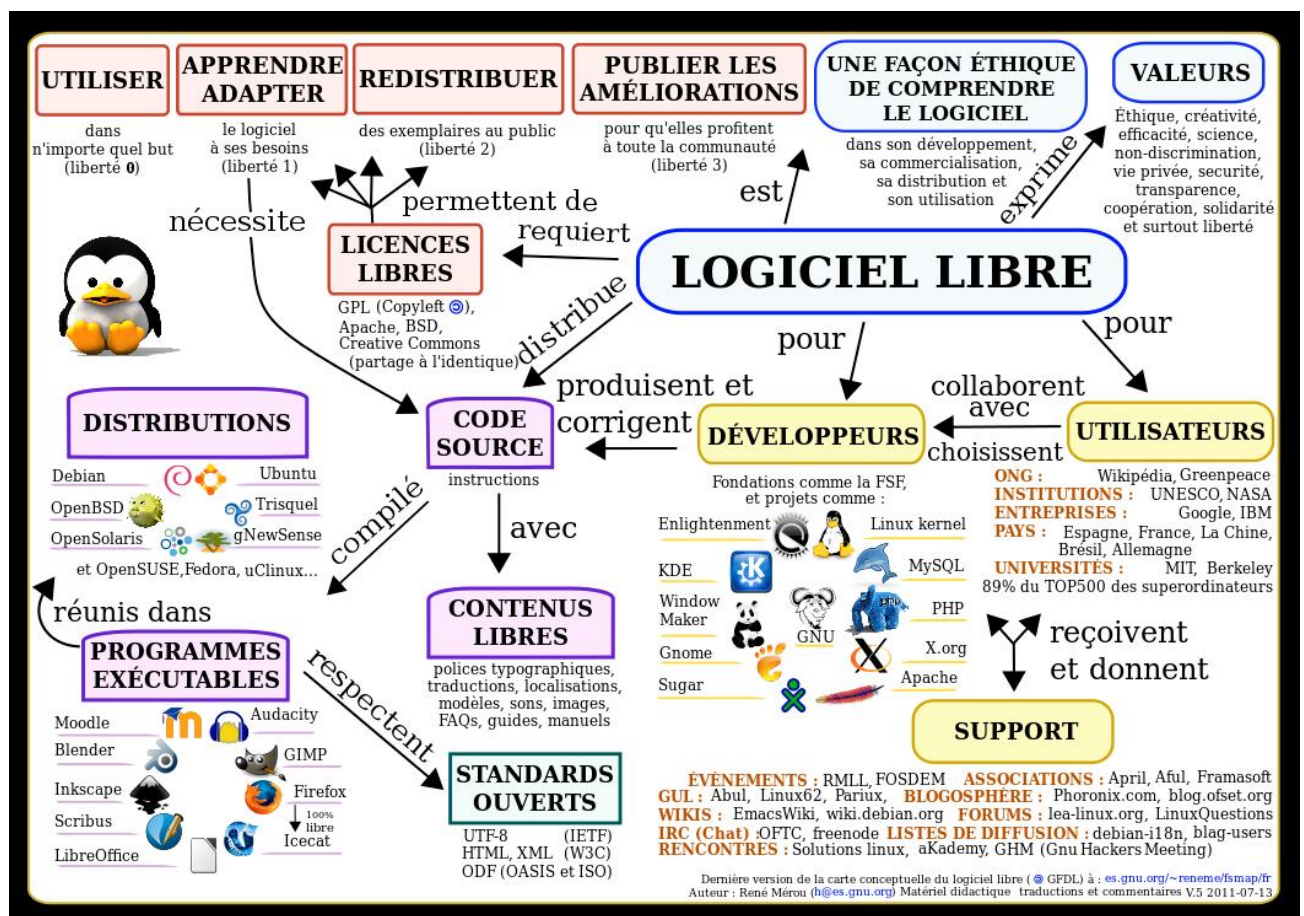 UTILISER
dans
n'importe quel but
(liberté 0)
APPRENDRE
ADAPTER
le logiciel
à ses besoins
(liberté 1)
REDISTRIBUER
des exemplaires au public
(liberté 2)
PUBLIER LES
AMÉLIORATIONS
pour qu'elles profitent
à toute la communauté
(liberté 3)
UNE FAÇON ÉTHIQUE
DE COMPRENDRE
LE LOGICIEL
dans son développement,
sa commercialisation,
sa distribution et
son utilisation
VALEURS
Éthique, créativité,
efficacité, science,
non-discrimination,
vie privée, securité,
transparence,
coopération, solidarité
et surtout liberté
est
exprime
nécessite
permettent de
requiert
LICENCES
LIBRES
GPL (Copyleft),
Apache, BSD,
Creative Commons
(partage à l'identique)
LOGICIEL LIBRE
distribue
pour
pour
DISTRIBUTIONS
Debian
Ubuntu
OpenBSD
Trisquel
OpenSolaris
gNewSense
et OpenSUSE,Fedora, uClinux...
CODE
SOURCE
instructions
produisent et
corrigent
DÉVELOPPEURS
collaborent
avec
choisissent
UTILISATEURS
Fondations comme la FSF,
et projets comme :
Enlightenment
Linux kernel
KDE
MySQL
Window
Maker
GNU
php
PHP
Gnome
X.org
Sugar
Apache
ONG : Wikipédia, Greenpeace
INSTITUTIONS : UNESCO, NASA
ENTREPRISES : Google, IBM
PAYS : Espagne, France, La Chine,
Brésil, Allemagne
UNIVERSITÉS : MIT, Berkeley
89% du TOP500 des superordinateurs
compilé
avec
réunis dans
PROGRAMMES
EXÉCUTABLES
Moodle
Audacity
Blender
GIMP
Inkscape
Firefox
100%
libre
Scribus
Icecat
LibreOffice
respectent
CONTENUS
LIBRES
polices typographiques,
traductions, localisations,
modèles, sons, images,
FAQs, guides, manuels
STANDARDS
OUVERTS
UTF-8 (IETF)
HTML, XML (W3C)
ODF (OASIS et ISO)
reçoivent
et donnent
SUPPORT
ÉVÈNEMENTS : RMLL, FOSDEM ASSOCIATIONS : April, Aful, Framasoft
GUL : Abul, Linux62, Pariux, BLOGOSPHÈRE : Phoronix.com, blog.ofset.org
WIKIS : EmacsWiki, wiki.debian.org FORUMS : lea-linux.org, LinuxQuestions
IRC (Chat) :OFTC, freenode LISTES DE DIFFUSION : debian-i18n, blag-users
RENCONTRES : Solutions linux, aKademy, GHM (Gnu Hackers Meeting)
Dernière version de la carte conceptuelle du logiciel libre ( GFDL) à : es.gnu.org/~reneme/fsmap/fr
Auteur : René Mérou (h@es.gnu.org) Matériel didactique traductions et commentaires V.5 2011-07-13